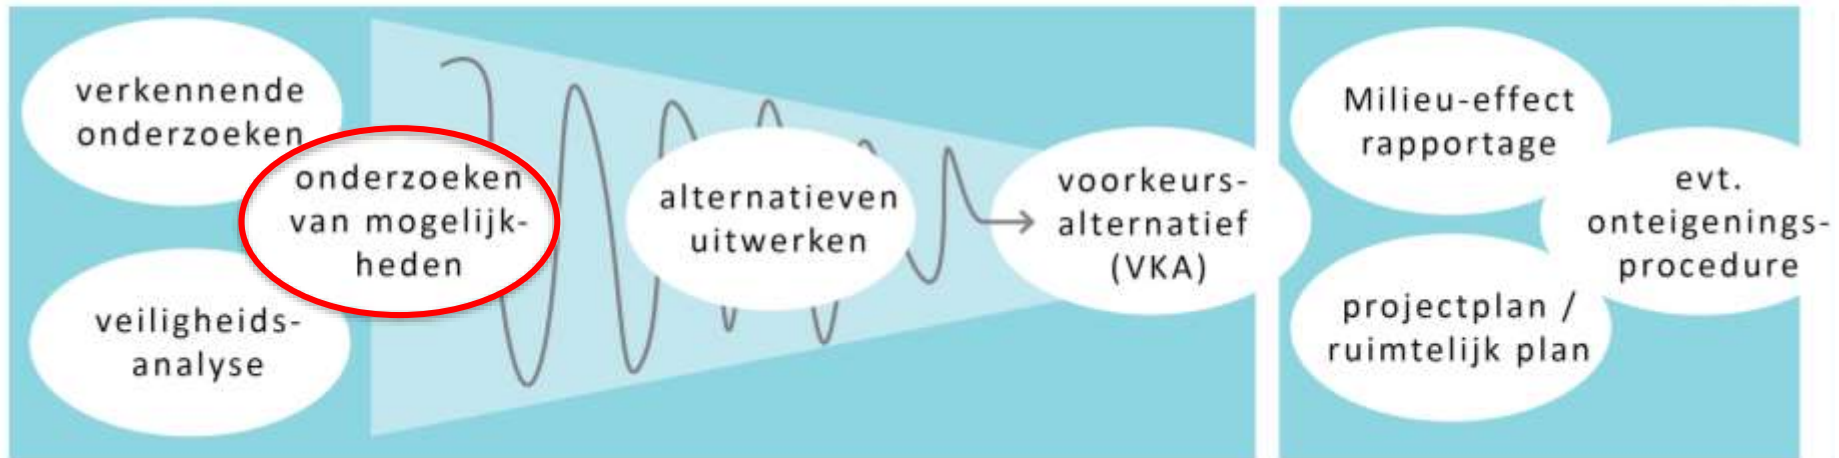 verkennende
onderzoeken
onderzoeken
van mogelijk-
heden
veiligheids-
analyse
alternatieven
uitwerken
voorkeurs-
alternatief
(VKA)
Milieu-effect
rapportage
evt.
onteigenings-
procedure
projectplan /
ruimtelijk plan